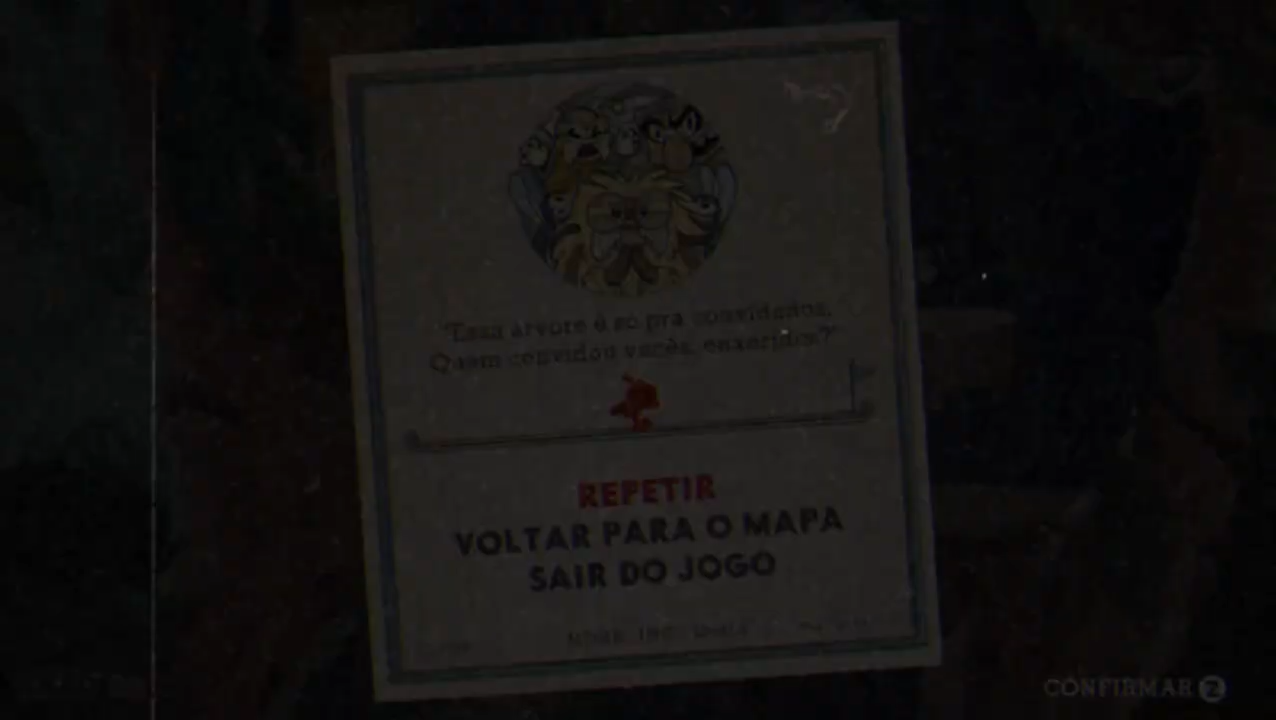 "Essa árvore é só pra convidados.
Quem convidou vocês, enxeridos?"
REPETIR
VOLTAR PARA O MAPA
SAIR DO JOGO
CONFIRMAR Z